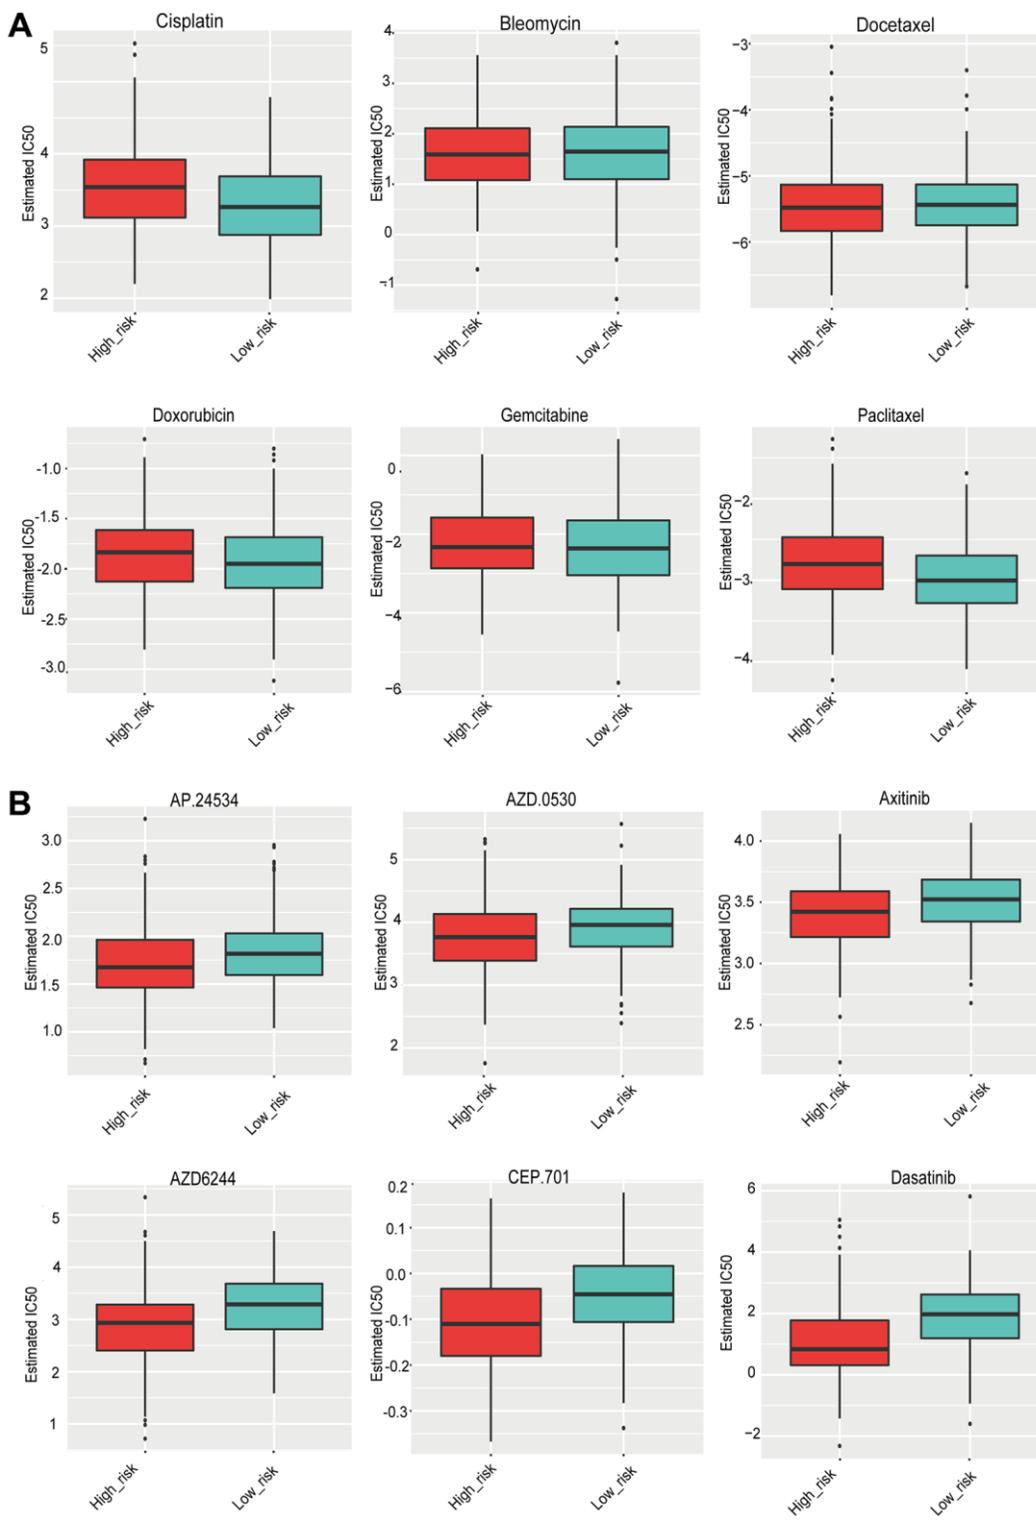 A
Cisplatin
Estimated IC50
5
4
3
2
High_risk
Low_risk
Bleomycin
Estimated IC50
4
3
2
1
0
−1
High_risk
Low_risk
Docetaxel
Estimated IC50
−3
−4
−5
−6
High_risk
Low_risk
Doxorubicin
Estimated IC50
-1.0
-1.5
-2.0
-2.5
-3.0
High_risk
Low_risk
Gemcitabine
Estimated IC50
0
−2
−4
−6
High_risk
Low_risk
Paclitaxel
Estimated IC50
−2
−3
−4
High_risk
Low_risk
B
AP.24534
Estimated IC50
3.0
2.5
2.0
1.5
1.0
High_risk
Low_risk
AZD.0530
Estimated IC50
5
4
3
2
High_risk
Low_risk
Axitinib
Estimated IC50
4.0
3.5
3.0
2.5
High_risk
Low_risk
AZD6244
Estimated IC50
5
4
3
2
1
High_risk
Low_risk
CEP.701
Estimated IC50
0.2
0.1
0.0
-0.1
-0.2
-0.3
High_risk
Low_risk
Dasatinib
Estimated IC50
6
4
2
0
−2
High_risk
Low_risk